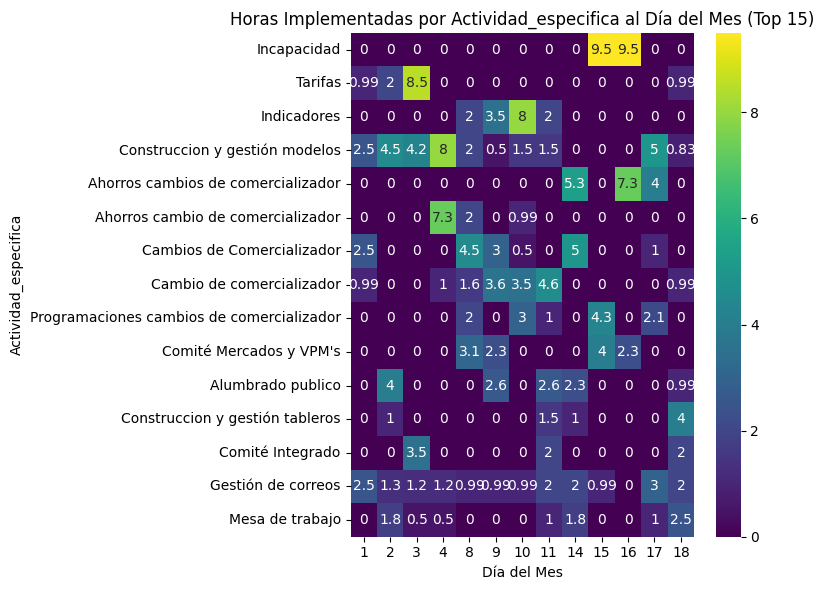 Horas Implementadas por Actividad_especifica al Día del Mes (Top 15)
Incapacidad 0 0 0 0 0 0 0 0 0 9.5 9.5 0 0
Tarifas 0.99 2 8.5 0 0 0 0 0 0 0 0 0 0.99
Indicadores 0 0 0 0 2 3.5 8 2 0 0 0 0 0
Construccion y gestión modelos 2.5 4.5 4.2 8 2 0.5 1.5 1.5 0 0 0 5 0.83
Ahorros cambios de comercializador 0 0 0 0 0 0 0 0 5.3 0 7.3 4 0
Ahorros cambio de comercializador 0 0 0 7.3 2 0 0.99 0 0 0 0 0 0
Cambios de Comercializador 2.5 0 0 0 4.5 3 0.5 0 5 0 0 1 0
Cambio de comercializador 0.99 0 0 1 1.6 3.6 3.5 4.6 0 0 0 0 0.99
Programaciones cambios de comercializador 0 0 0 0 2 0 3 1 0 4.3 0 2.1 0
Comité Mercados y VPM's 0 0 0 0 3.1 2.3 0 0 0 4 2.3 0 0
Alumbrado publico 0 4 0 0 0 2.6 0 2.6 2.3 0 0 0 0.99
Construccion y gestión tableros 0 1 0 0 0 0 0 1.5 1 0 0 0 4
Comité Integrado 0 0 3.5 0 0 0 0 2 0 0 0 0 2
Gestión de correos 2.5 1.3 1.2 1.2 0.99 0.99 0.99 2 2 0.99 0 3 2
Mesa de trabajo 0 1.8 0.5 0.5 0 0 0 1 1.8 0 0 1 2.5
1 2 3 4 8 9 10 11 14 15 16 17 18
Día del Mes
Actividad_especifica
8
6
4
2
0